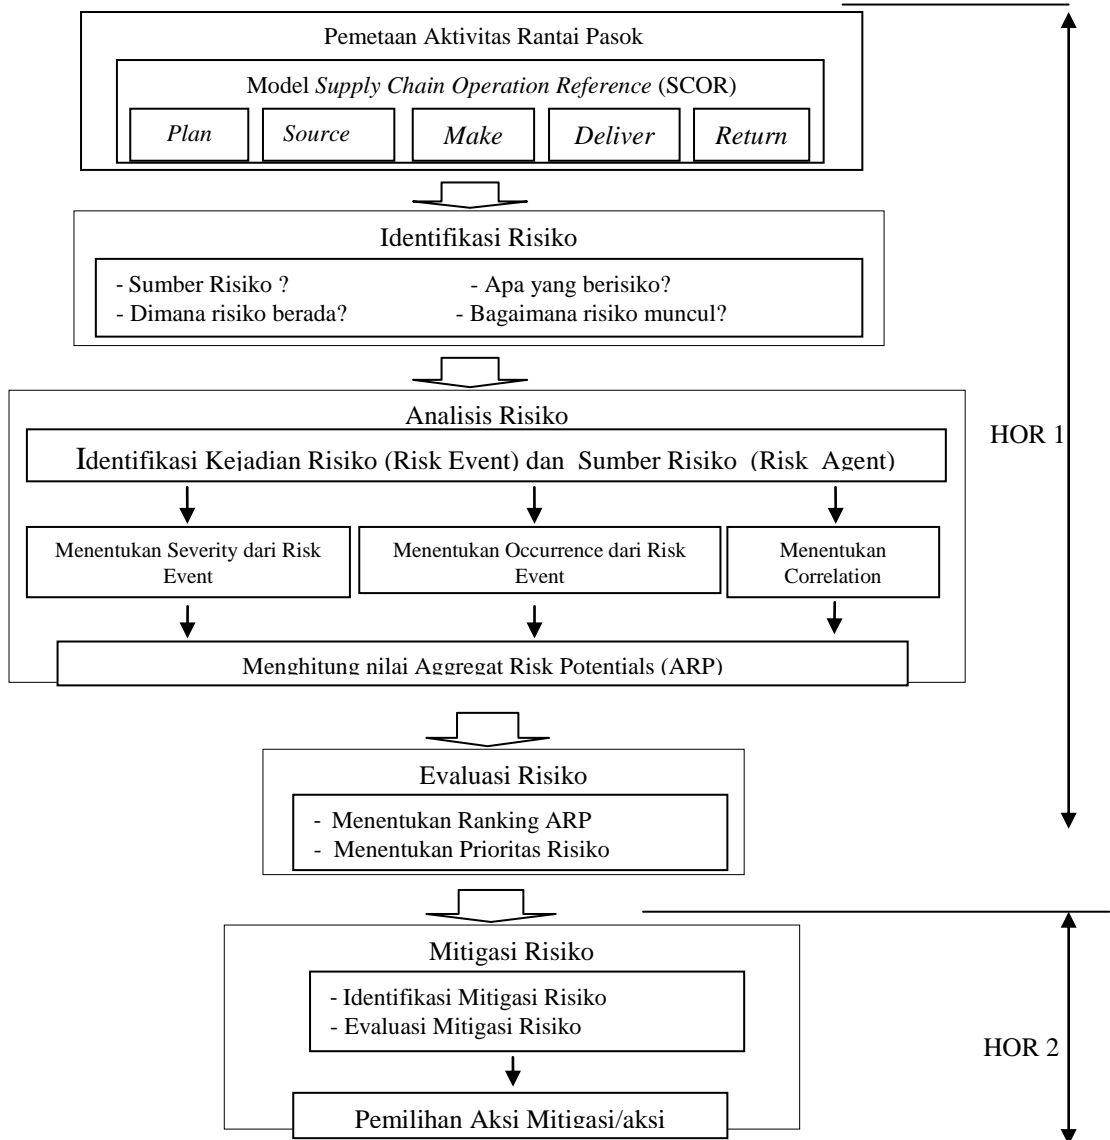 Pemetaan Aktivitas Rantai Pasok
Model Supply Chain Operation Reference (SCOR)
Plan Source Make Deliver Return
Identifikasi Risiko
- Sumber Risiko ? - Apa yang berisiko?
- Dimana risiko berada? - Bagaimana risiko muncul?
Analisis Risiko
HOR 1
Identifikasi Kejadian Risiko (Risk Event) dan Sumber Risiko (Risk Agent)
Menentukan Severity dari Risk
Event
Menentukan Occurrence dari Risk
Event
Menentukan
Correlation
Menghitung nilai Aggregat Risk Potentials (ARP)
Evaluasi Risiko
- Menentukan Ranking ARP
- Menentukan Prioritas Risiko
Mitigasi Risiko
- Identifikasi Mitigasi Risiko
- Evaluasi Mitigasi Risiko
HOR 2
Pemilihan Aksi Mitigasi/aksi